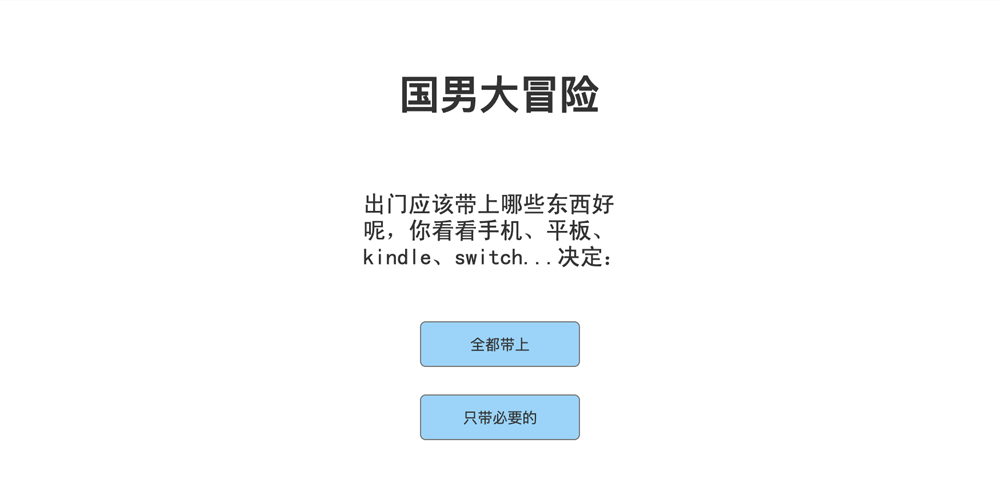 国男大冒险
出门应该带上哪些东西好
呢，你看看手机、平板、
kindle、switch...决定：
全都带上
只带必要的